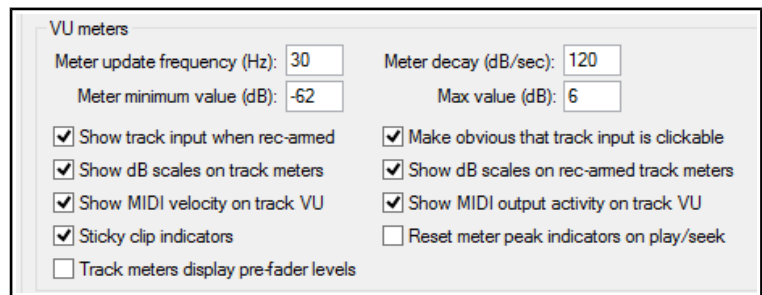 VU meters
Meter update frequency (Hz): 30 Meter decay (dB/sec): 120
Meter minimum value (dB): -62 Max value (dB): 6
Show track input when rec-armed Make obvious that track input is clickable
Show dB scales on track meters Show dB scales on rec-armed track meters
Show MIDI velocity on track VU Show MIDI output activity on track VU
Sticky clip indicators Reset meter peak indicators on play/seek
Track meters display pre-fader levels